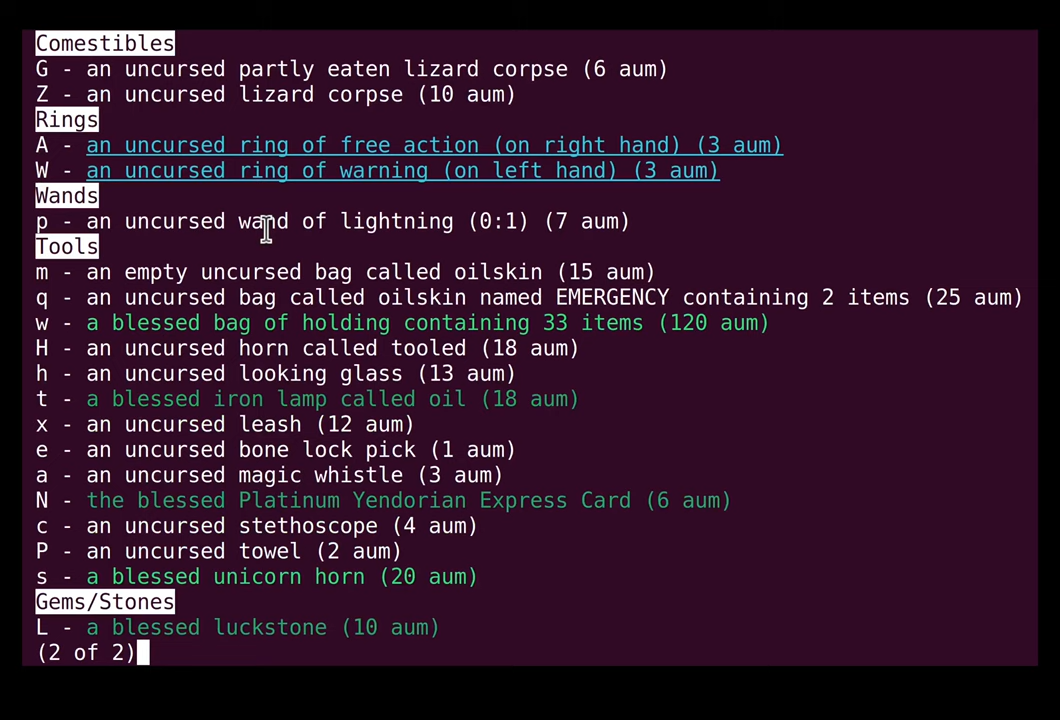 Comestibles
G - an uncursed partly eaten lizard corpse (6 aum)
Z - an uncursed lizard corpse (10 aum)
Rings
A - an uncursed ring of free action (on right hand) (3 aum)
W - an uncursed ring of warning (on left hand) (3 aum)
Wands
p - an uncursed wand of lightning (0:1) (7 aum)
Tools
m - an empty uncursed bag called oilskin (15 aum)
q - an uncursed bag called oilskin named EMERGENCY containing 2 items (25 aum)
w - a blessed bag of holding containing 33 items (120 aum)
H - an uncursed horn called tooled (18 aum)
h - an uncursed looking glass (13 aum)
t - a blessed iron lamp called oil (18 aum)
x - an uncursed leash (12 aum)
e - an uncursed bone lock pick (1 aum)
a - an uncursed magic whistle (3 aum)
N - the blessed Platinum Yendorian Express Card (6 aum)
c - an uncursed stethoscope (4 aum)
P - an uncursed towel (2 aum)
s - a blessed unicorn horn (20 aum)
Gems/Stones
L - a blessed luckstone (10 aum)
(2 of 2)